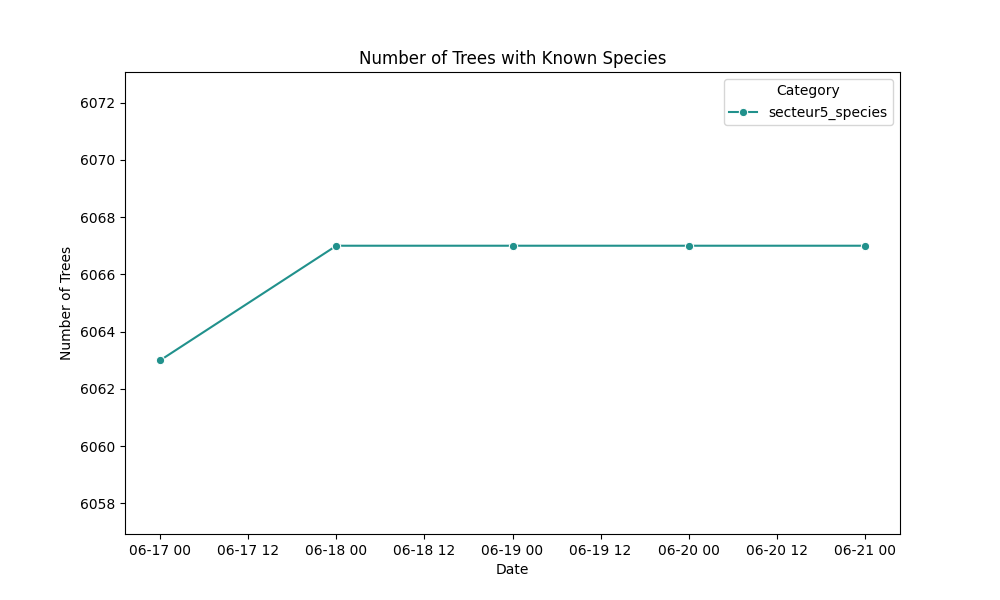 Number of Trees with Known Species
Category
secteur5_species
Number of Trees
6072
6070
6068
6066
6064
6062
6060
6058
06-17 00 06-17 12 06-18 00 06-18 12 06-19 00 06-19 12 06-20 00 06-20 12 06-21 00
Date